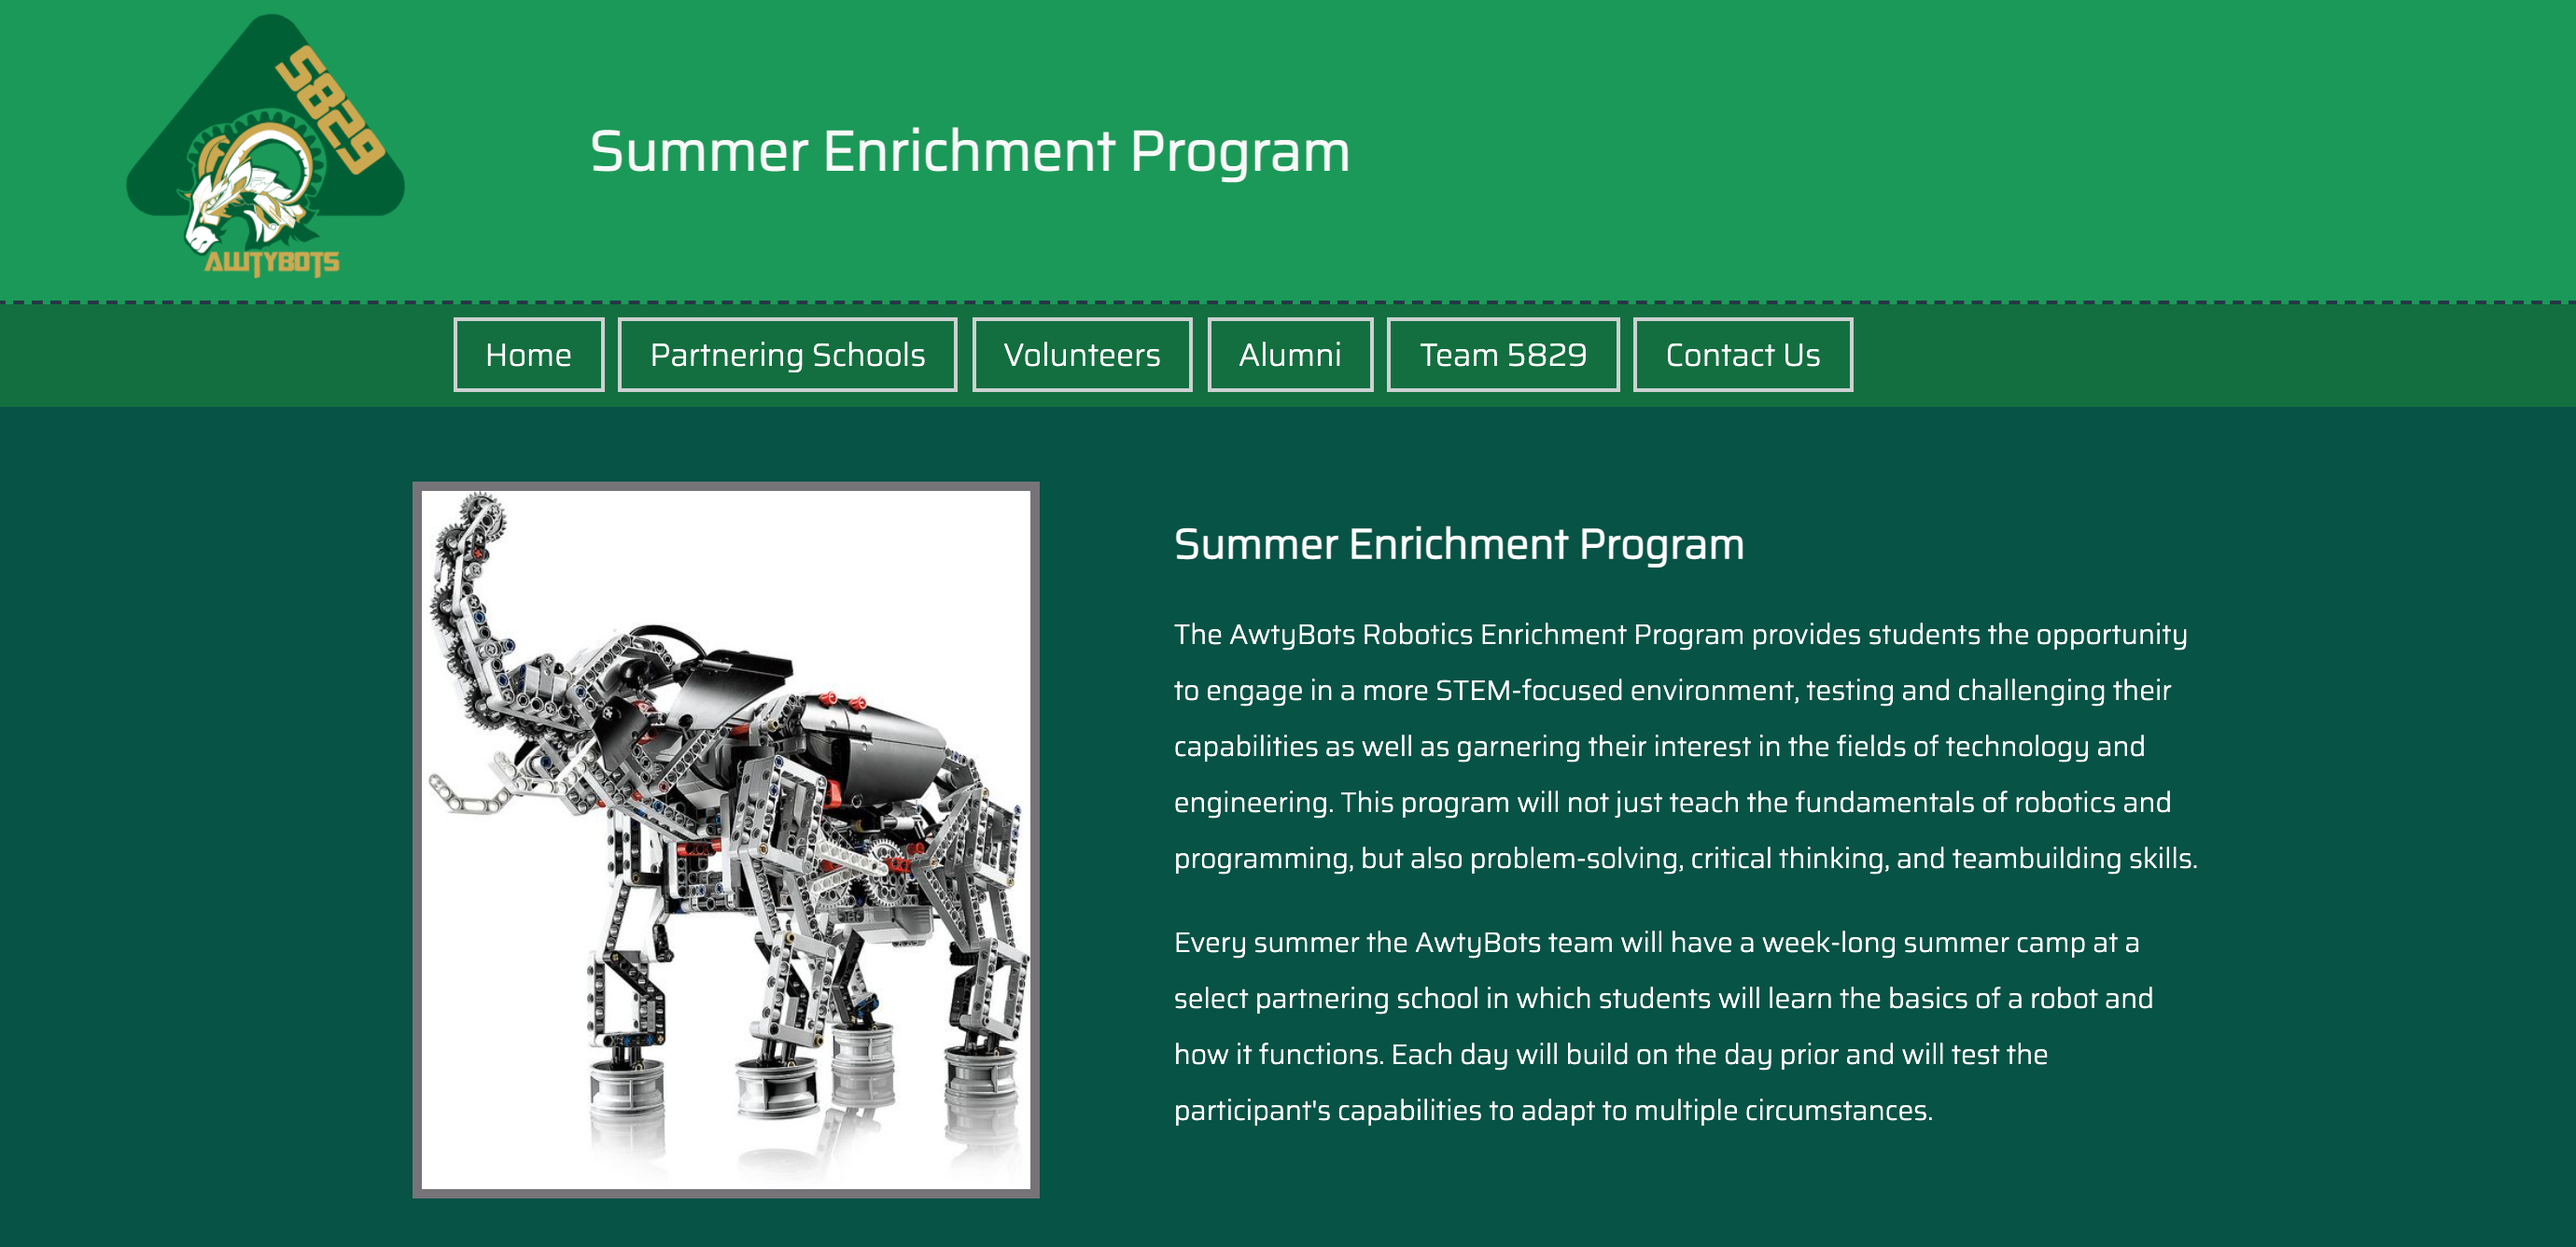 5829
AWTYBOTS
Summer Enrichment Program
Home
Partnering Schools
Volunteers
Alumni
Team 5829
Contact Us
Summer Enrichment Program
The AwtyBots Robotics Enrichment Program provides students the opportunity
to engage in a more STEM-focused environment, testing and challenging their
capabilities as well as garnering their interest in the fields of technology and
engineering. This program will not just teach the fundamentals of robotics and
programming, but also problem-solving, critical thinking, and teambuilding skills.
Every summer the AwtyBots team will have a week-long summer camp at a
select partnering school in which students will learn the basics of a robot and
how it functions. Each day will build on the day prior and will test the
participant's capabilities to adapt to multiple circumstances.